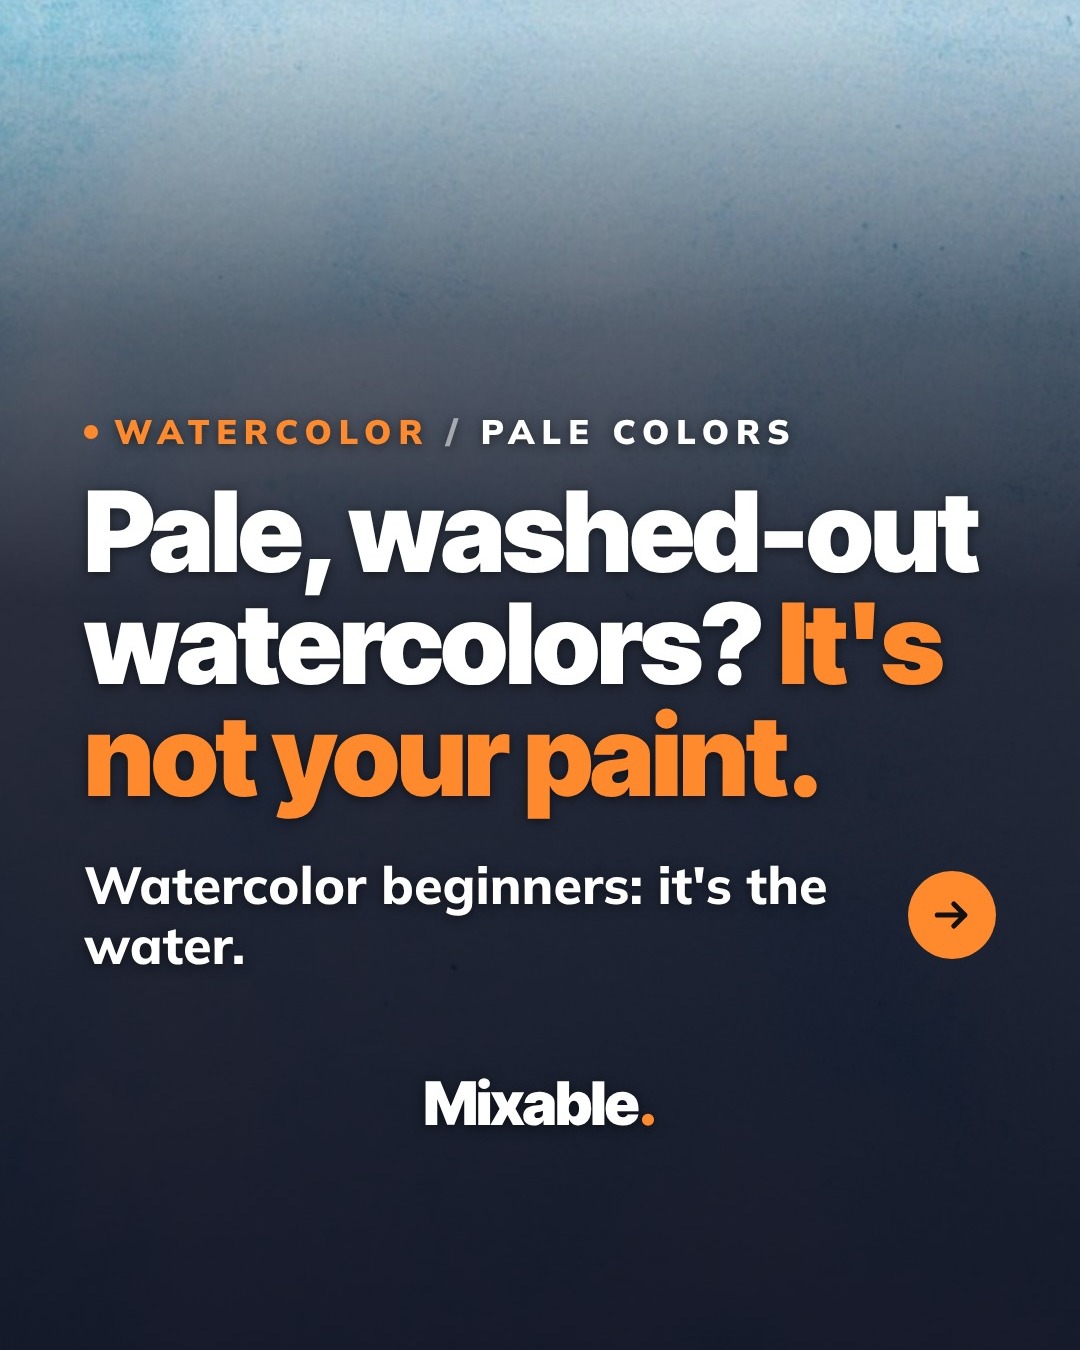 • WATERCOLOR / PALE COLORS
Pale, washed-out
watercolors? It's
not your paint.
Watercolor beginners: it's the
water.
Mixable.